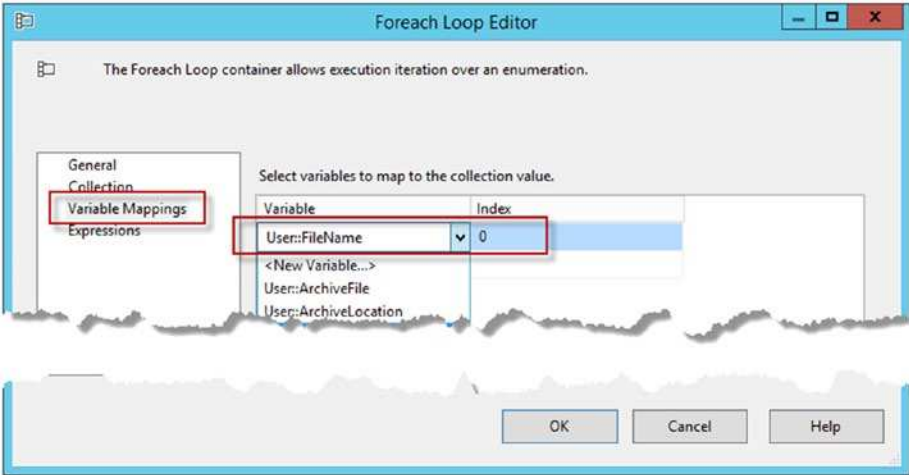 Foreach Loop Editor
The Foreach Loop container allows execution iteration over an enumeration.
General
Collection
Variable Mappings
Expressions
Select variables to map to the collection value.
Variable Index
User::FileName 0
<New Variable...>
User::ArchiveFile
User::ArchiveLocation
OK Cancel Help